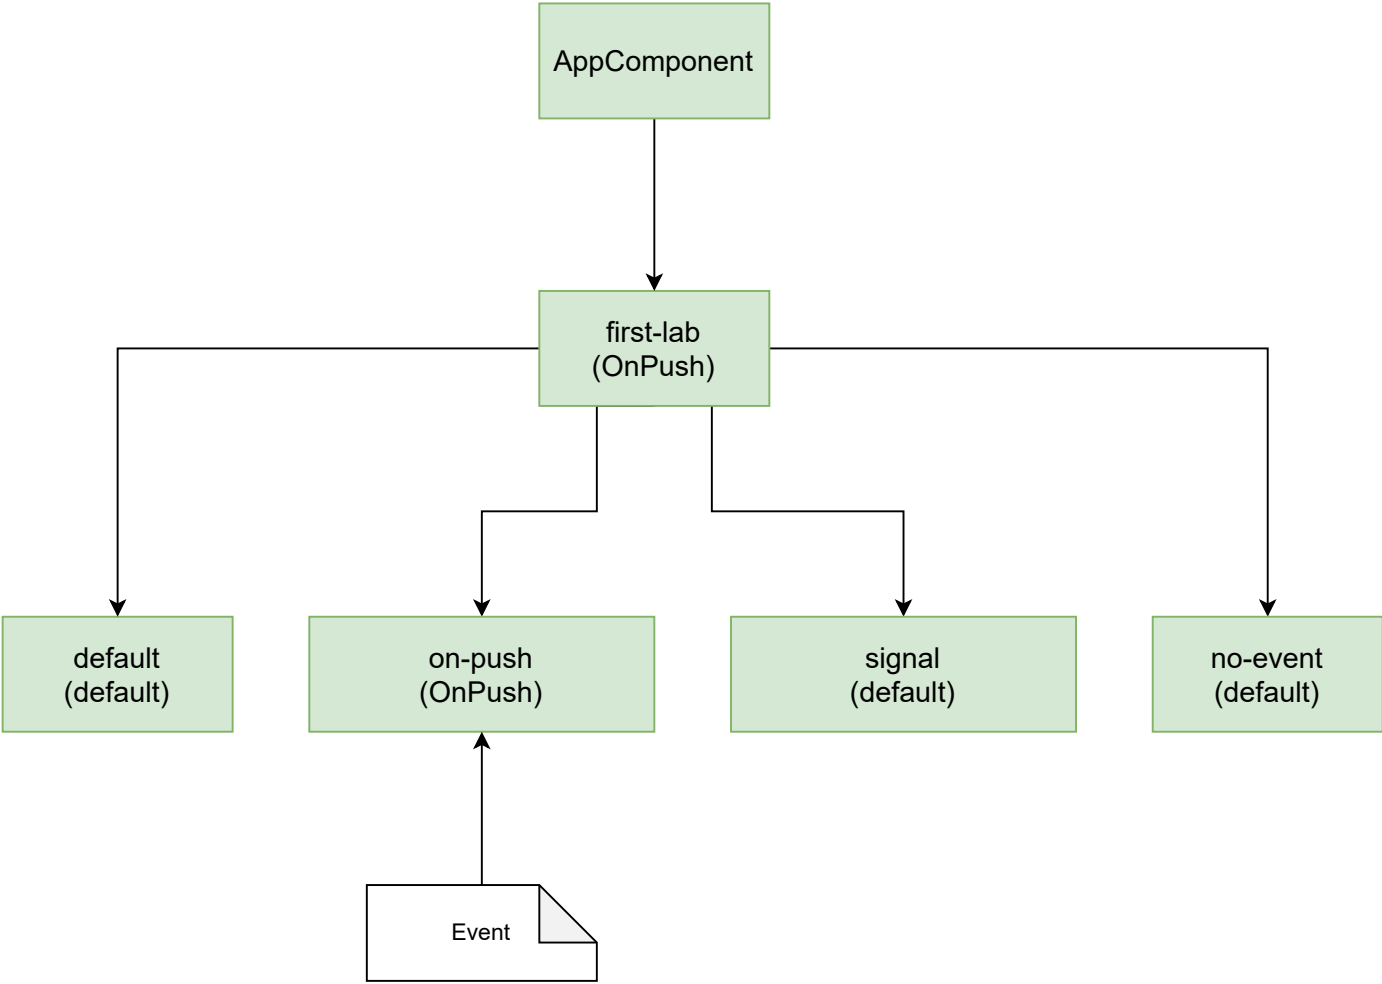 AppComponent
first-lab
(OnPush)
default
(default)
on-push
(OnPush)
signal
(default)
no-event
(default)
Event